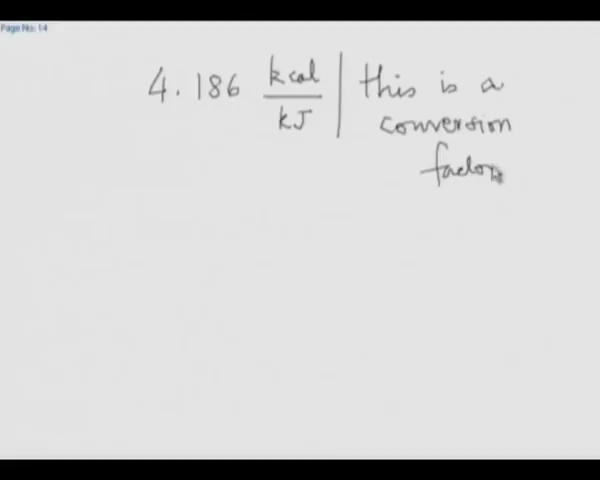 Page No: 14
4.186 kcal/kJ | this is a
conversion
factor